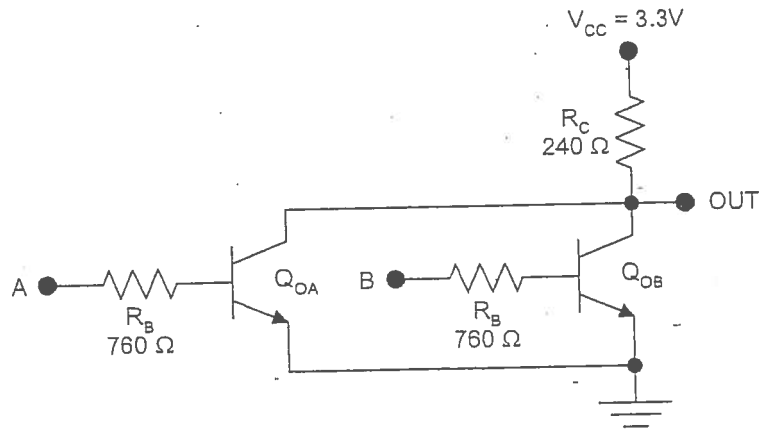 V_CC = 3.3V
R_C
240 Ω
OUT
A
R_B
760 Ω
Q_OA
B
R_B
760 Ω
Q_OB